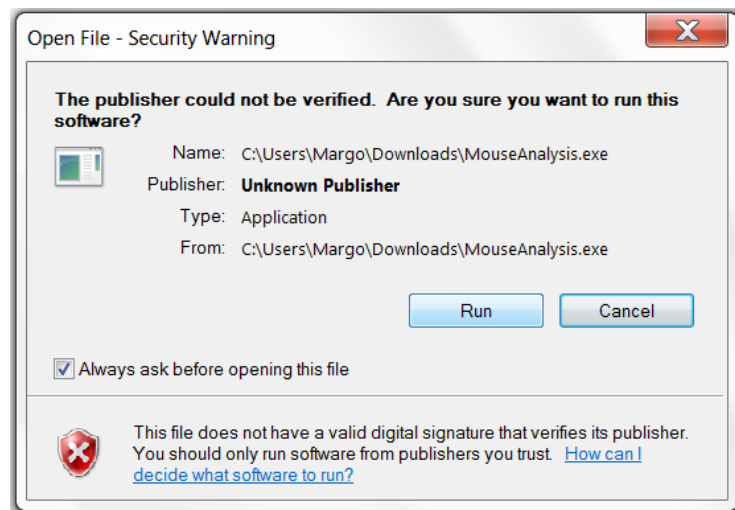 Open File - Security Warning
The publisher could not be verified.  Are you sure you want to run this
software?
Name: C:\Users\Margo\Downloads\MouseAnalysis.exe
Publisher: Unknown Publisher
Type: Application
From: C:\Users\Margo\Downloads\MouseAnalysis.exe
Run Cancel
Always ask before opening this file
This file does not have a valid digital signature that verifies its publisher.
You should only run software from publishers you trust.  How can I
decide what software to run?